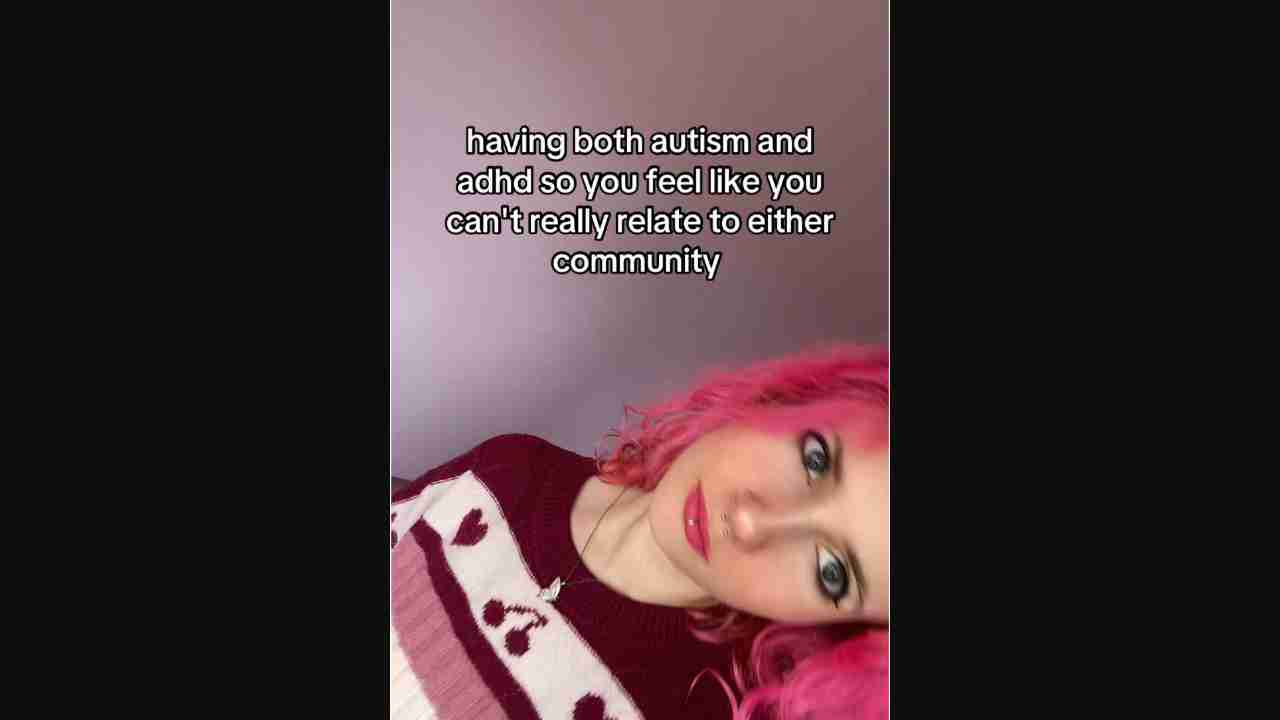 having both autism and
adhd so you feel like you
can't really relate to either
community